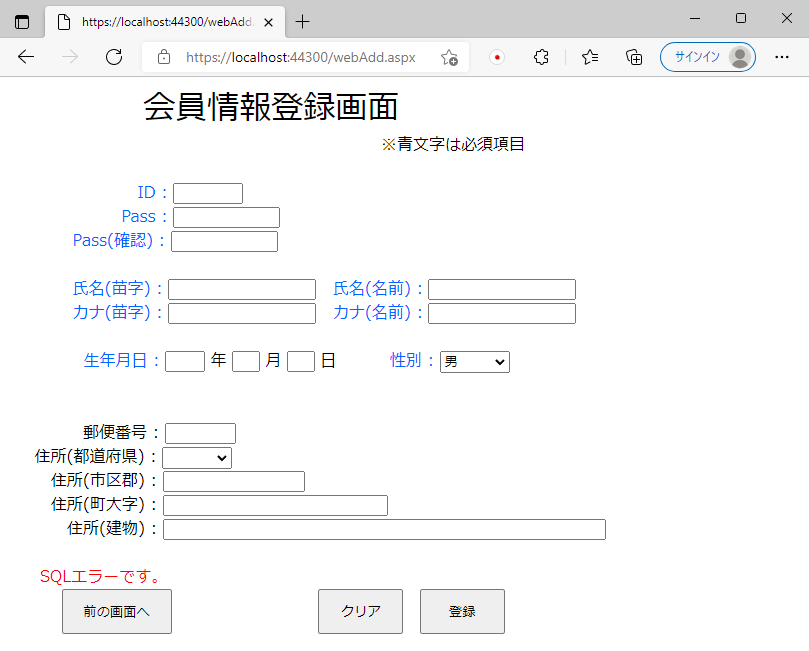 https://localhost:44300/webAdd.
https://localhost:44300/webAdd.aspx
サインイン
会員情報登録画面
※青文字は必須項目
ID：
Pass：
Pass(確認)：
氏名(苗字)： 氏名(名前)：
カナ(苗字)： カナ(名前)：
生年月日： 年 月 日 性別： 男
郵便番号：
住所(都道府県)：
住所(市区郡)：
住所(町大字)：
住所(建物)：
SQLエラーです。
前の画面へ クリア 登録